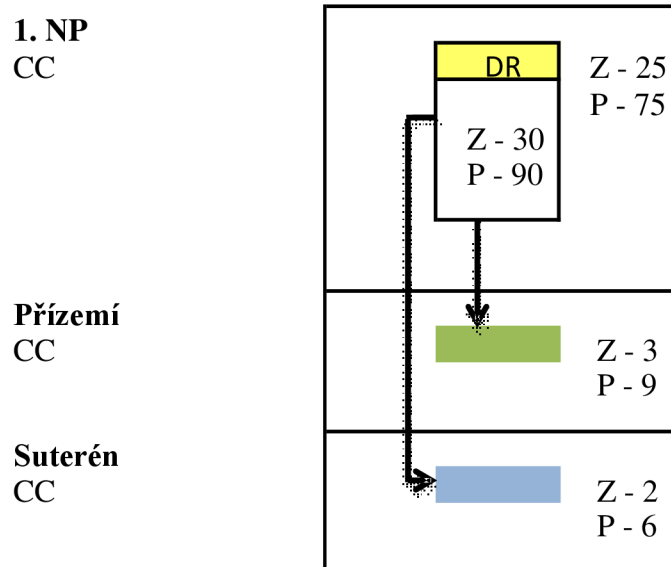 1. NP
CC
DR
Z - 25
P - 75
Z - 30
P - 90
Přízemí
CC
Z - 3
P - 9
Suterén
CC
Z - 2
P - 6